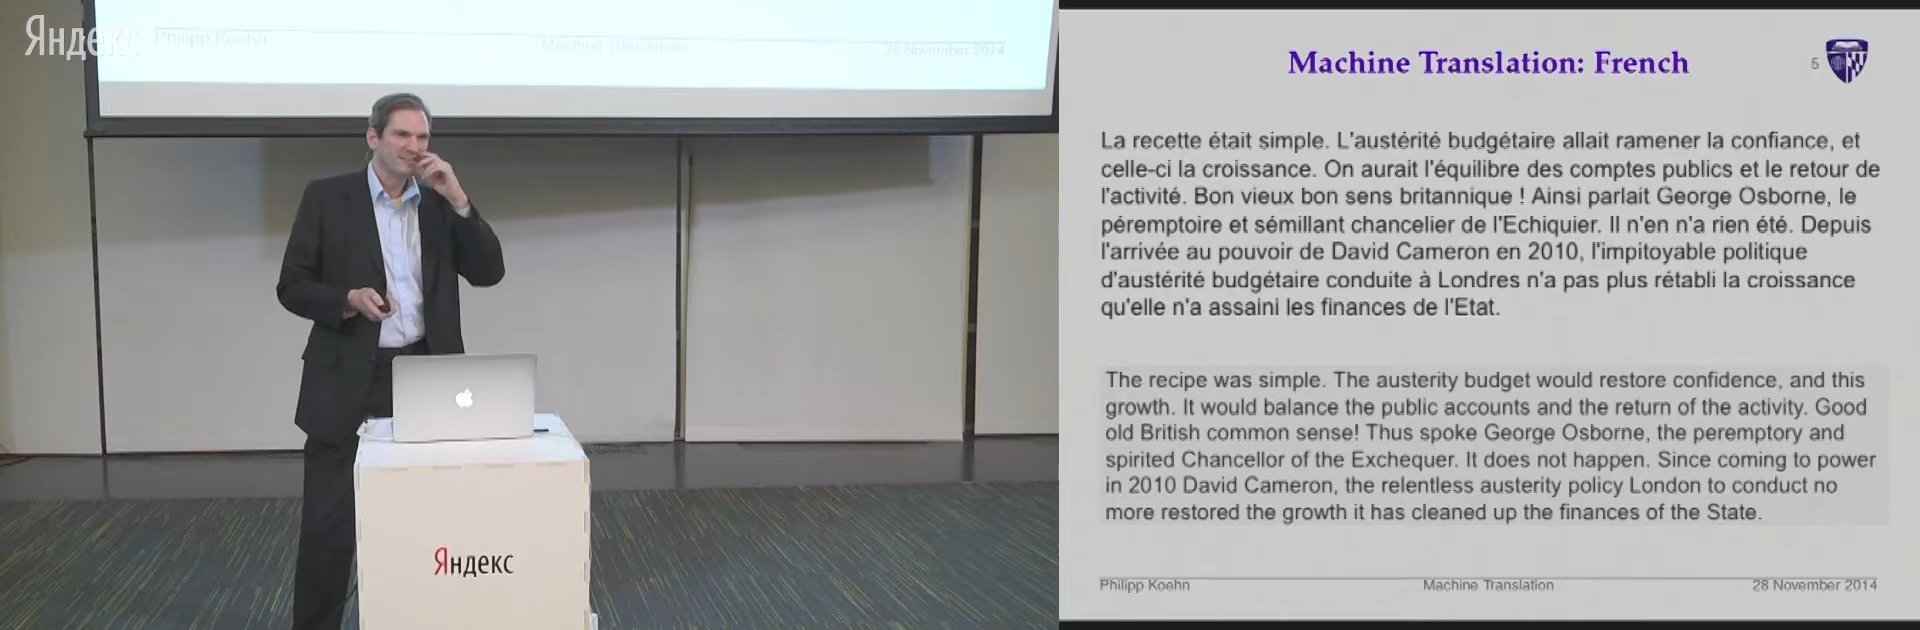 Яндекс
Philipp Koehn Machine Translation 28 November 2014
Яндекс
Machine Translation: French
5
La recette était simple. L'austérité budgétaire allait ramener la confiance, et
celle-ci la croissance. On aurait l'équilibre des comptes publics et le retour de
l'activité. Bon vieux bon sens britannique ! Ainsi parlait George Osborne, le
péremptoire et sémillant chancelier de l'Echiquier. Il n'en n'a rien été. Depuis
l'arrivée au pouvoir de David Cameron en 2010, l'impitoyable politique
d'austérité budgétaire conduite à Londres n'a pas plus rétabli la croissance
qu'elle n'a assaini les finances de l'Etat.
The recipe was simple. The austerity budget would restore confidence, and this
growth. It would balance the public accounts and the return of the activity. Good
old British common sense! Thus spoke George Osborne, the peremptory and
spirited Chancellor of the Exchequer. It does not happen. Since coming to power
in 2010 David Cameron, the relentless austerity policy London to conduct no
more restored the growth it has cleaned up the finances of the State.
Philipp Koehn Machine Translation 28 November 2014